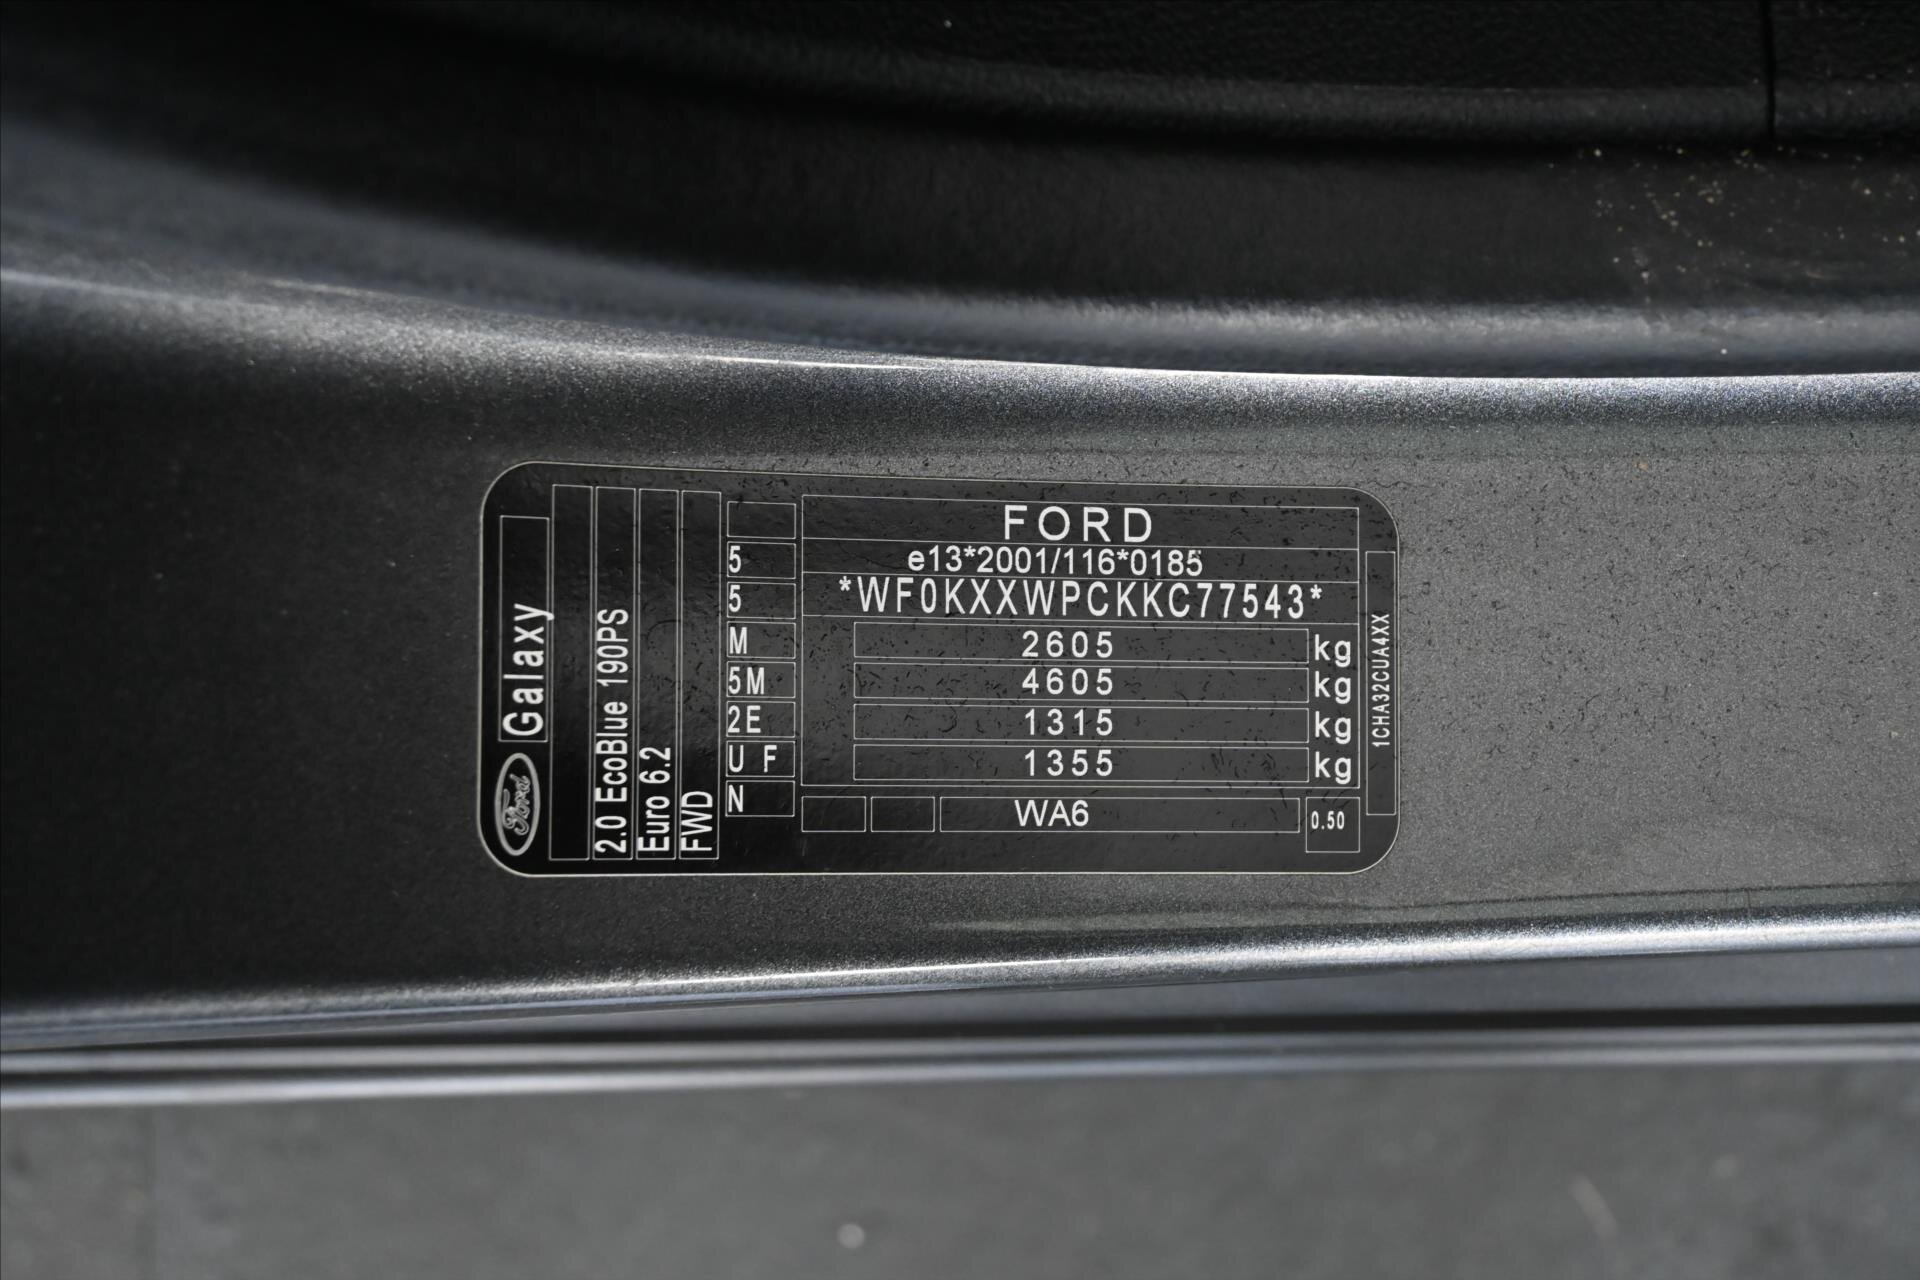 Ford
Galaxy
2.0 EcoBlue 190PS
Euro 6.2
FWD
5
5
M
5M
2E
U F
N
FORD
e13*2001/116*0185
*WF0KXXWPCKKC77543*
2605 kg
4605 kg
1315 kg
1355 kg
WA6
0.50
1CHA32CUA4XX